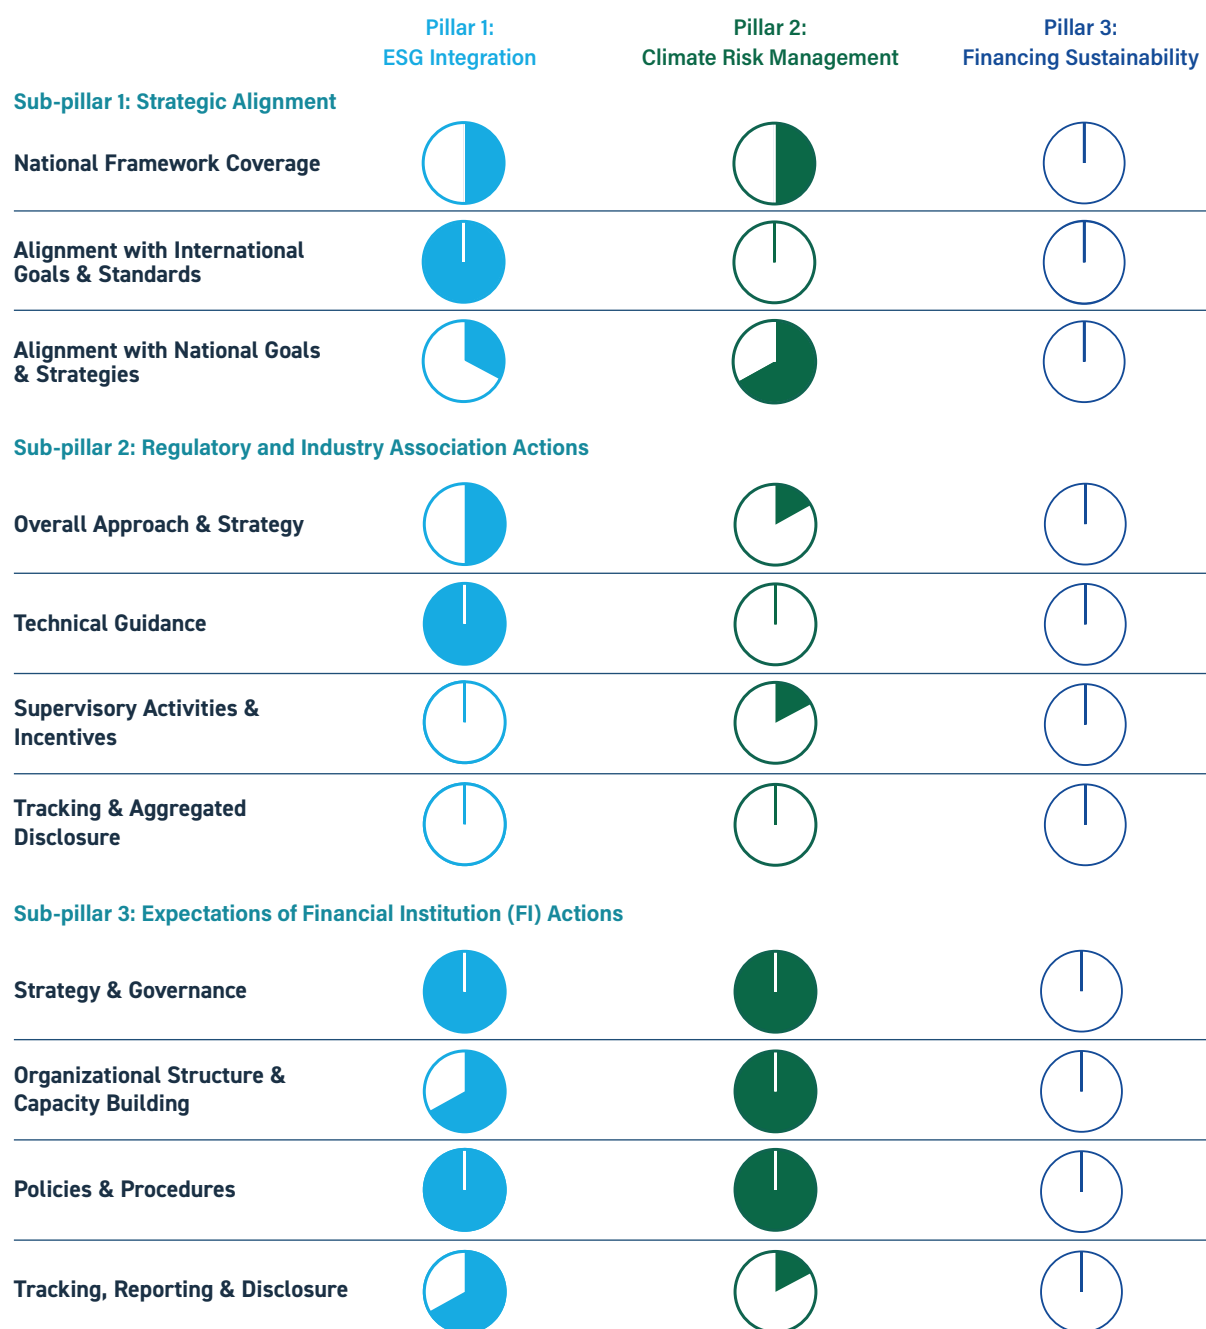 Pillar 1:
ESG Integration
Pillar 2:
Climate Risk Management
Pillar 3:
Financing Sustainability
Sub-pillar 1: Strategic Alignment
National Framework Coverage
Alignment with International
Goals & Standards
Alignment with National Goals
& Strategies
Sub-pillar 2: Regulatory and Industry Association Actions
Overall Approach & Strategy
Technical Guidance
Supervisory Activities &
Incentives
Tracking & Aggregated
Disclosure
Sub-pillar 3: Expectations of Financial Institution (FI) Actions
Strategy & Governance
Organizational Structure &
Capacity Building
Policies & Procedures
Tracking, Reporting & Disclosure